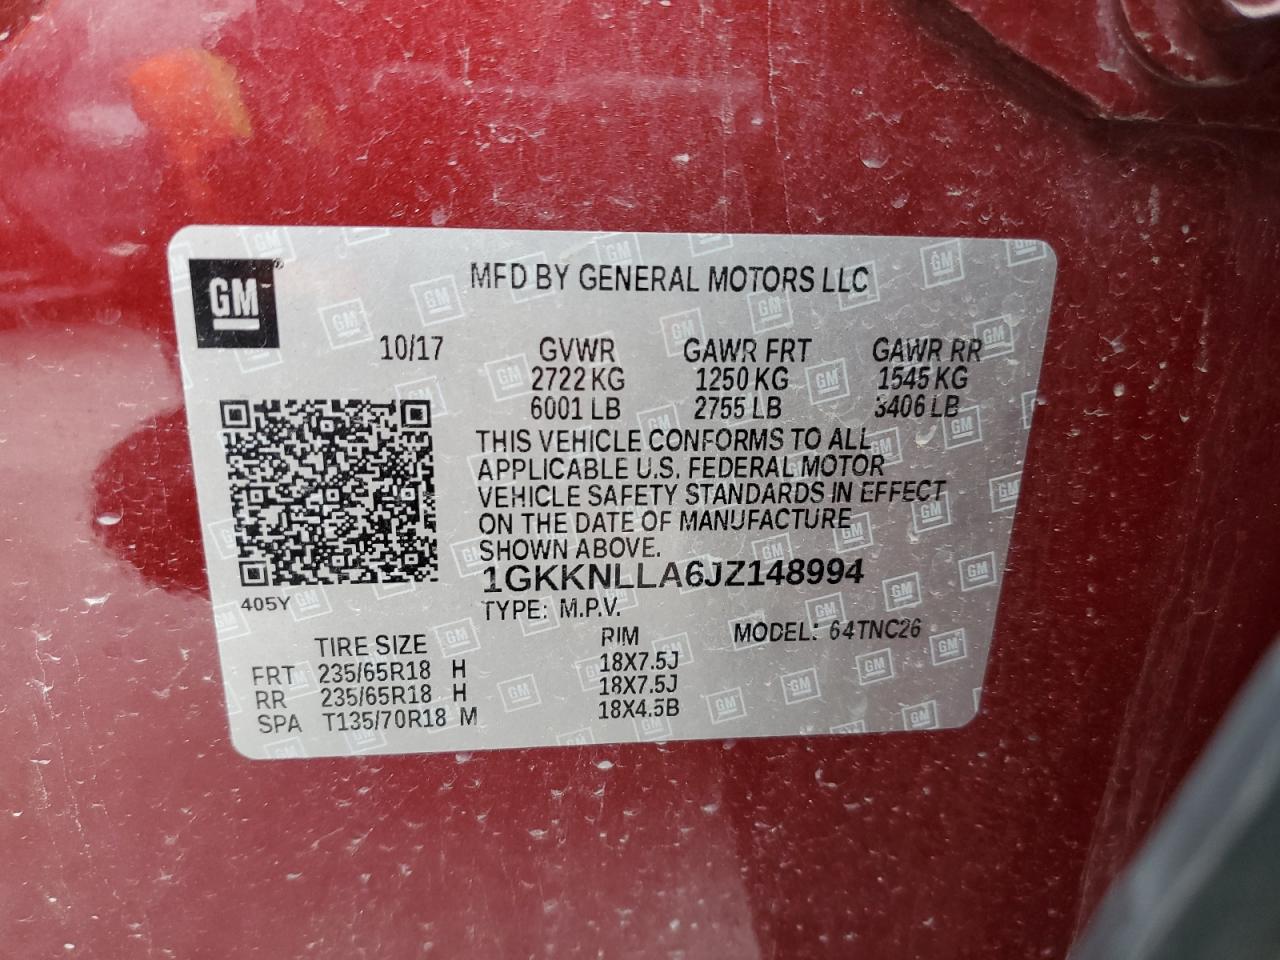 GM
MFD BY GENERAL MOTORS LLC
10/17 GVWR GAWR FRT GAWR RR
2722 KG 1250 KG 1545 KG
6001 LB 2755 LB 3406 LB
THIS VEHICLE CONFORMS TO ALL
APPLICABLE U.S. FEDERAL MOTOR
VEHICLE SAFETY STANDARDS IN EFFECT
ON THE DATE OF MANUFACTURE
SHOWN ABOVE.
1GKKNLLA6JZ148994
405Y
TYPE: M.P.V.
TIRE SIZE RIM MODEL: 64TNC26
FRT 235/65R18 H 18X7.5J
RR 235/65R18 H 18X7.5J
SPA T135/70R18 M 18X4.5B